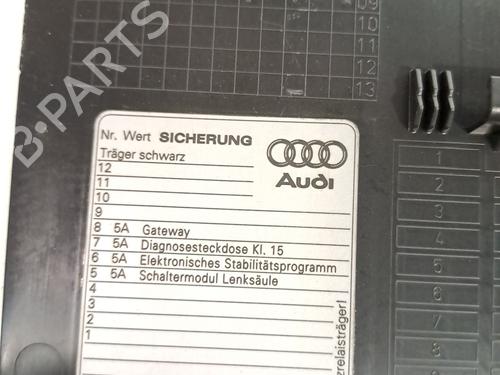 09
10
11
12
13
B-PARTS
Nr. Wert SICHERUNG
Träger schwarz
Audi
12
11
10
9
8 5A Gateway
7 5A Diagnosesteckdose Kl. 15
6 5A Elektronisches Stabilitätsprogramm
5 5A Schaltermodul Lenksäule
4
3
2
1
zrelaisträger!
1
2
3
4
5
6
7
8